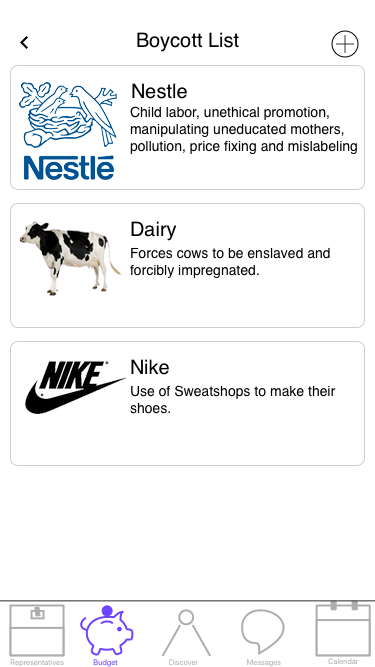 Boycott List
Nestle
Child labor, unethical promotion,
manipulating uneducated mothers,
pollution, price fixing and mislabeling
Nestlé
Dairy
Forces cows to be enslaved and
forcibly impregnated.
NIKE
Nike
Use of Sweatshops to make their
shoes.
Representatives
Budget
Discover
Messages
Calendar